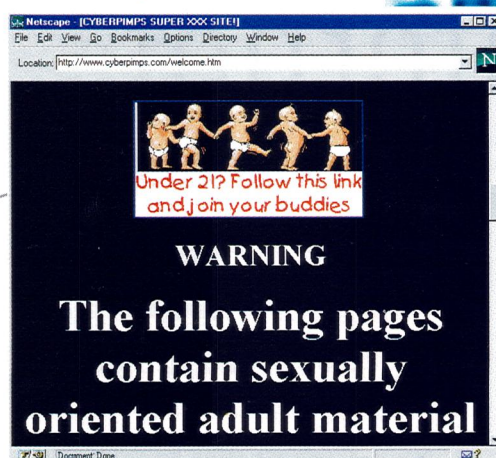 Netscape - [CYBERPIMPS SUPER XXX SITE!]
File Edit View Go Bookmarks Options Directory Window Help
Location: http://www.cyberpimps.com/welcome.htm
N
Under 21? Follow this link
and join your buddies
WARNING
The following pages
contain sexually
oriented adult material
Document: Done